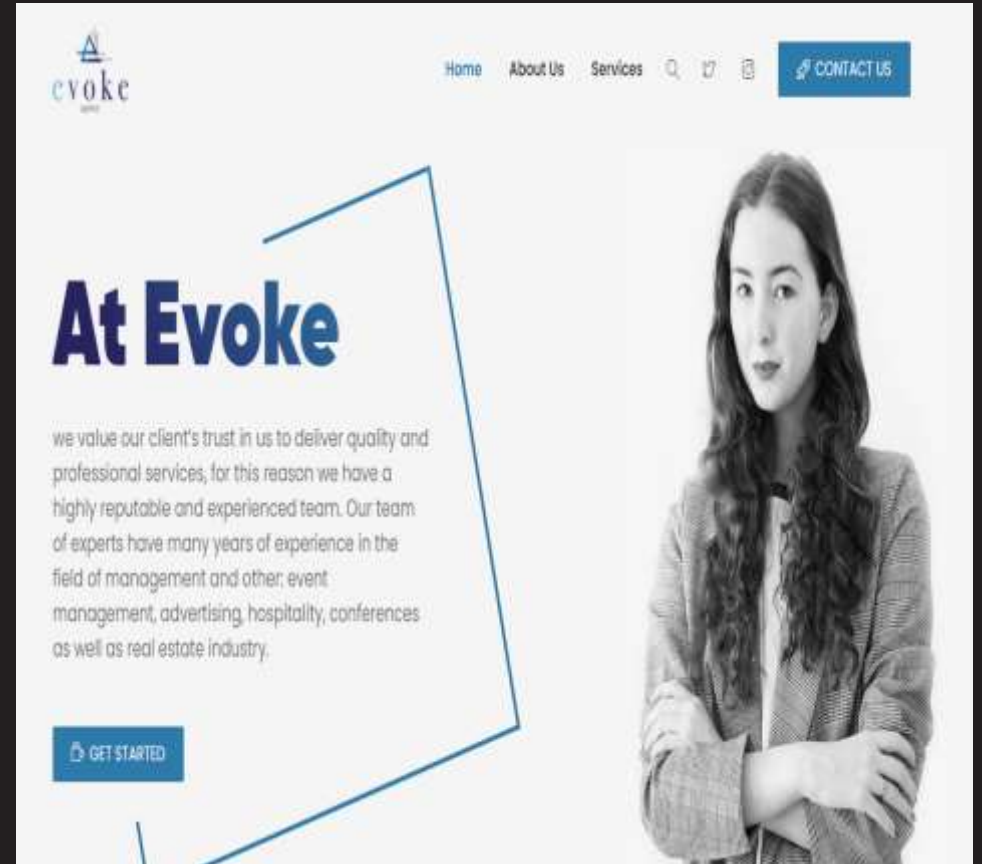 evoke
Home About Us Services CONTACT US
At Evoke
we value our client's trust in us to deliver quality and
professional services, for this reason we have a
highly reputable and experienced team. Our team
of experts have many years of experience in the
field of management and other: event
management, advertising, hospitality, conferences
as well as real estate industry.
GET STARTED